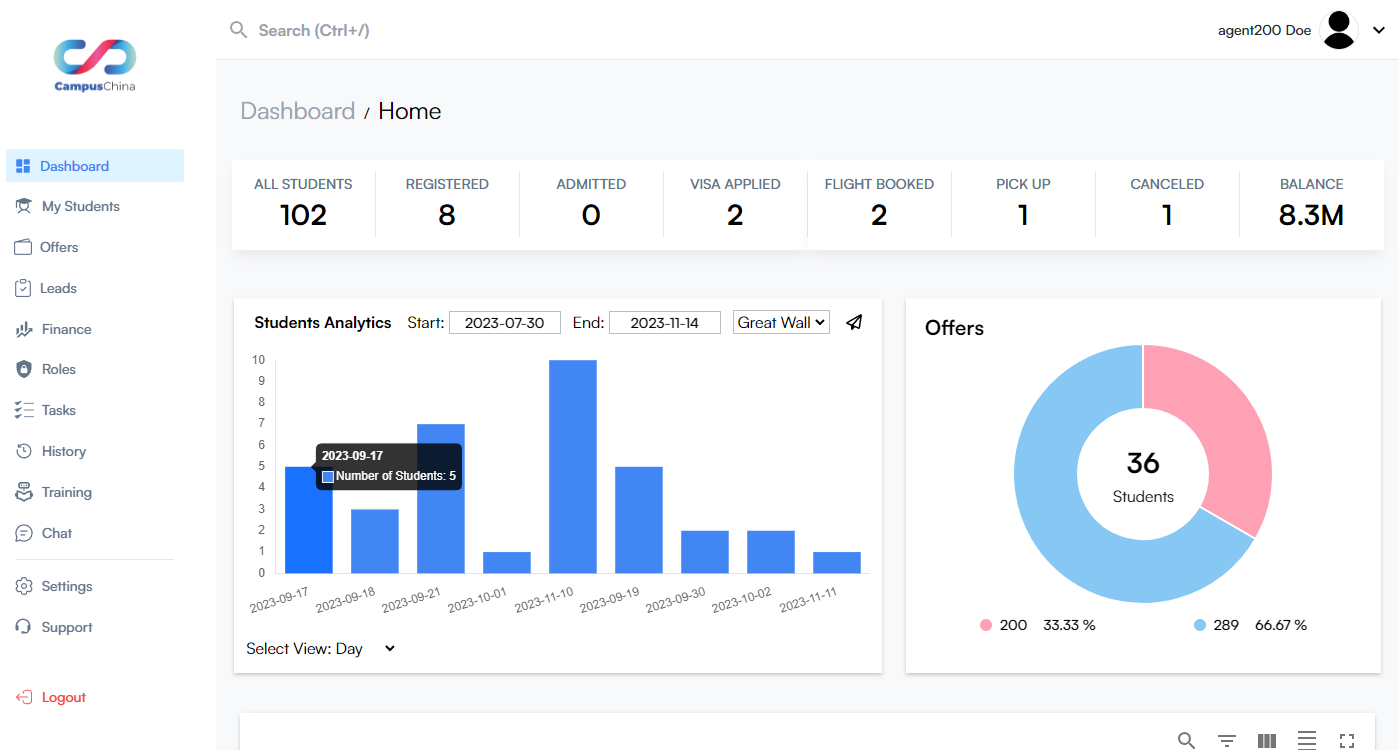 CampusChina
Search (Ctrl+/)
agent200 Doe
Dashboard
My Students
Offers
Leads
Finance
Roles
Tasks
History
Training
Chat
Settings
Support
Logout
Dashboard / Home
ALL STUDENTS
102
REGISTERED
8
ADMITTED
0
VISA APPLIED
2
FLIGHT BOOKED
2
PICK UP
1
CANCELED
1
BALANCE
8.3M
Students Analytics Start: 2023-07-30 End: 2023-11-14 Great Wall
10
9
8
7
6
5
4
3
2
1
0
2023-09-17
Number of Students: 5
2023-09-17 2023-09-18 2023-09-21 2023-10-01 2023-11-10 2023-09-19 2023-09-30 2023-10-02 2023-11-11
Select View: Day
Offers
36
Students
200 33.33 %
289 66.67 %